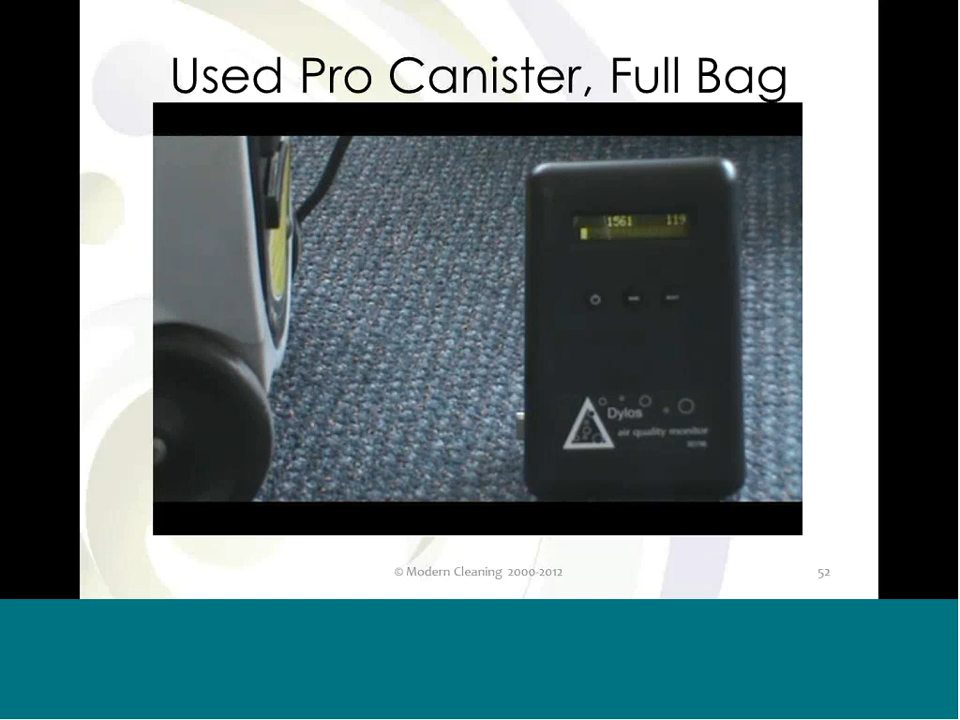 Used Pro Canister, Full Bag
1561 119
Dylos
air quality monitor
© Modern Cleaning 2000-2012
52